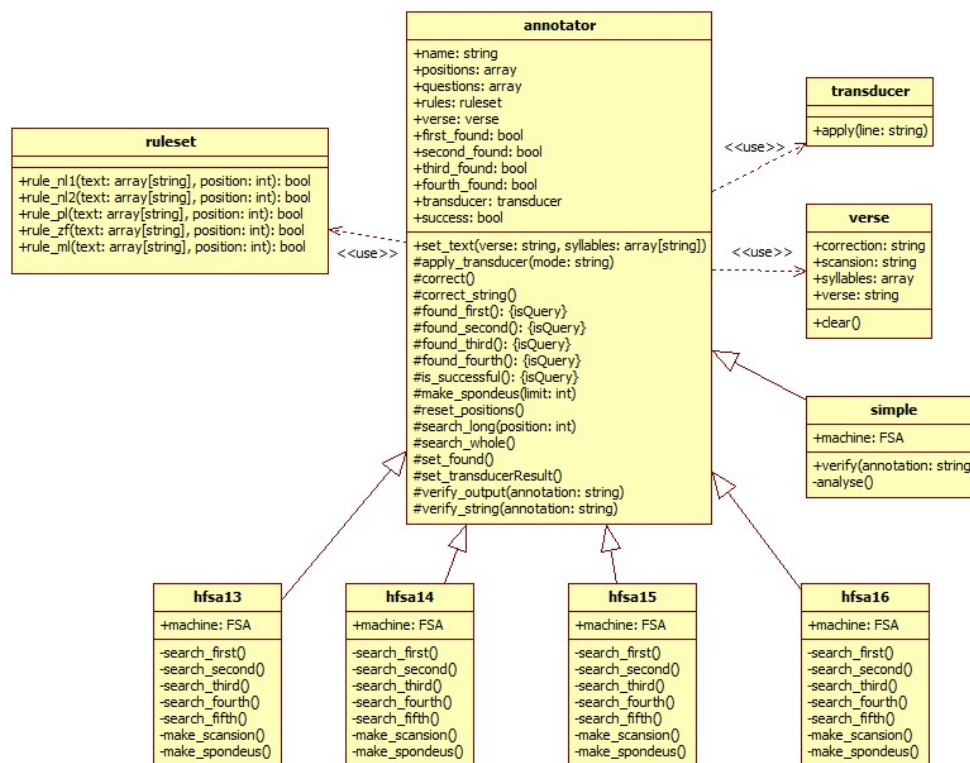 annotator
+name: string
+positions: array
+questions: array
+rules: ruleset
+verse: verse
+first_found: bool
+second_found: bool
+third_found: bool
+fourth_found: bool
+transducer: transducer
+success: bool
+set_text(verse: string, syllables: array[string])
#apply_transducer(mode: string)
#correct()
#correct_string()
#found_first(): {isQuery}
#found_second(): {isQuery}
#found_third(): {isQuery}
#found_fourth(): {isQuery}
#is_successful(): {isQuery}
#make_spondeus(limit: int)
#reset_positions()
#search_long(position: int)
#search_whole()
#set_found()
#set_transducerResult()
#verify_output(annotation: string)
#verify_string(annotation: string)
ruleset
+rule_nl1(text: array[string], position: int): bool
+rule_nl2(text: array[string], position: int): bool
+rule_pl(text: array[string], position: int): bool
+rule_zf(text: array[string], position: int): bool
+rule_ml(text: array[string], position: int): bool
<<use>>
transducer
+apply(line: string)
<<use>>
verse
+correction: string
+scansion: string
+syllables: array
+verse: string
+clear()
<<use>>
simple
+machine: FSA
+verify(annotation: string
-analyse()
hfsa13
+machine: FSA
-search_first()
-search_second()
-search_third()
-search_fourth()
-search_fifth()
-make_scansion()
-make_spondeus()
hfsa14
+machine: FSA
-search_first()
-search_second()
-search_third()
-search_fourth()
-search_fifth()
-make_scansion()
-make_spondeus()
hfsa15
+machine: FSA
-search_first()
-search_second()
-search_third()
-search_fourth()
-search_fifth()
-make_scansion()
-make_spondeus()
hfsa16
+machine: FSA
-search_first()
-search_second()
-search_third()
-search_fourth()
-search_fifth()
-make_scansion()
-make_spondeus()